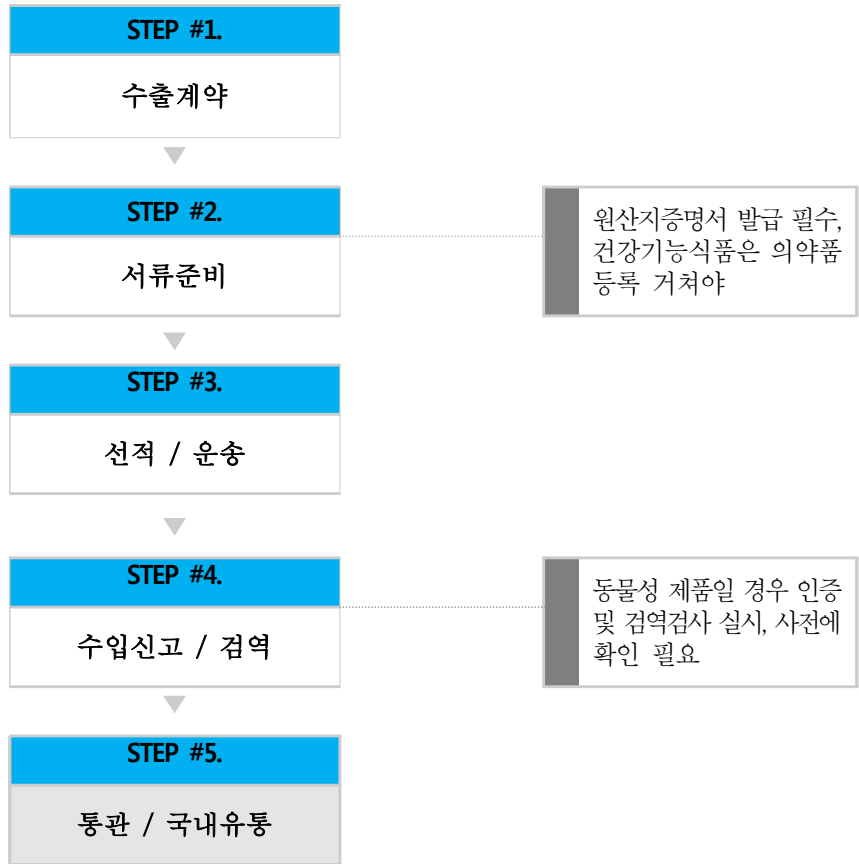 STEP #1.
수출계약
STEP #2.
서류준비
원산지증명서 발급 필수,
건강기능식품은 의약품
등록 거쳐야
STEP #3.
선적 / 운송
STEP #4.
수입신고 / 검역
동물성 제품일 경우 인증
및 검역검사 실시, 사전에
확인 필요
STEP #5.
통관 / 국내유통